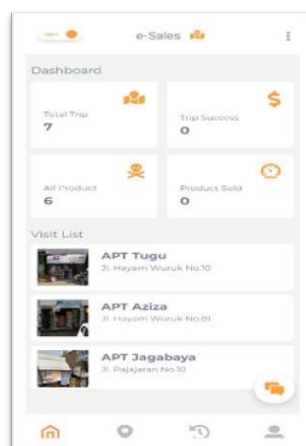 e-Sales
Dashboard
Total Trip
7
Trip Success
0
All Product
6
Product Sold
0
Visit List
APT Tugu
Jl. Hayam Wuruk No.10
APT Aziza
Jl. Hayam Wuruk No.81
APT Jagabaya
Jl. Pajajaran No.10